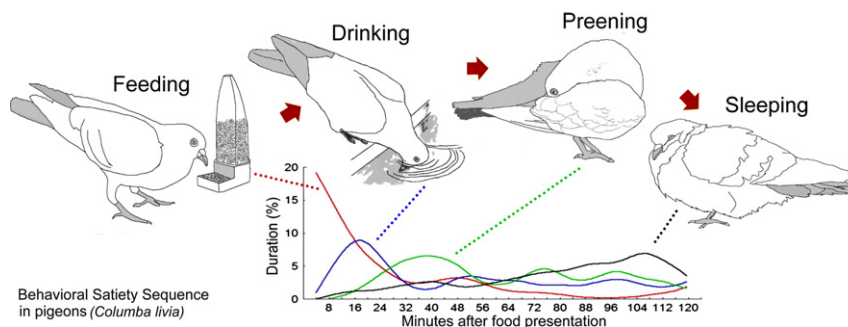 Feeding
Drinking
Preening
Sleeping
20
15
10
5
0
Duration (%)
8 16 24 32 40 48 56 64 72 80 88 96 104 112 120
Minutes after food presentation
Behavioral Satiety Sequence
in pigeons (Columba livia)